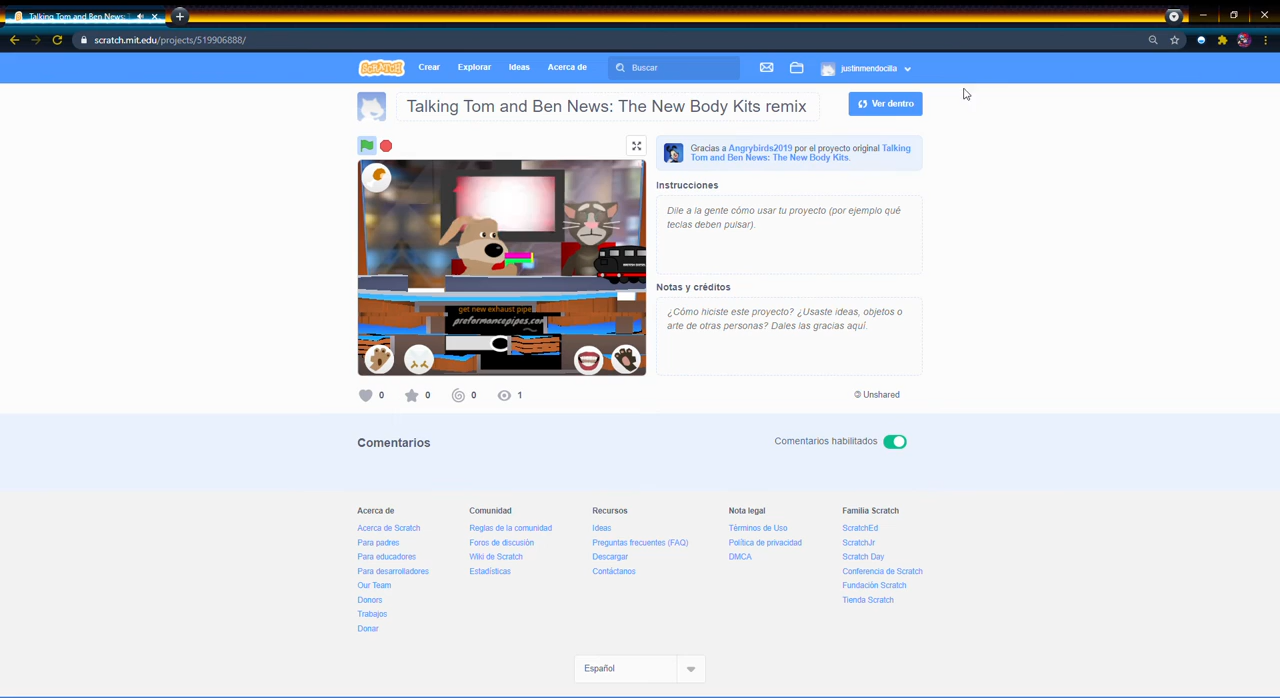 Talking Tom and Ben News: T
scratch.mit.edu/projects/519906888/
SCRATCH
Crear
Explorar
Ideas
Acerca de
Buscar
justinmendocilla
Talking Tom and Ben News: The New Body Kits remix
Ver dentro
Gracias a Angrybirds2019 por el proyecto original Talking
Tom and Ben News: The New Body Kits.
Instrucciones
Dile a la gente cómo usar tu proyecto (por ejemplo qué
teclas deben pulsar).
get new exhaust pipe
preformancepipes.com
Notas y créditos
¿Cómo hiciste este proyecto? ¿Usaste ideas, objetos o
arte de otras personas? Dales las gracias aquí.
0
0
0
1
Unshared
Comentarios
Comentarios habilitados
Acerca de
Acerca de Scratch
Para padres
Para educadores
Para desarrolladores
Our Team
Donors
Trabajos
Donar
Comunidad
Reglas de la comunidad
Foros de discusión
Wiki de Scratch
Estadísticas
Recursos
Ideas
Preguntas frecuentes (FAQ)
Descargar
Contáctanos
Nota legal
Términos de Uso
Política de privacidad
DMCA
Familia Scratch
ScratchEd
ScratchJr
Scratch Day
Conferencia de Scratch
Fundación Scratch
Tienda Scratch
Español